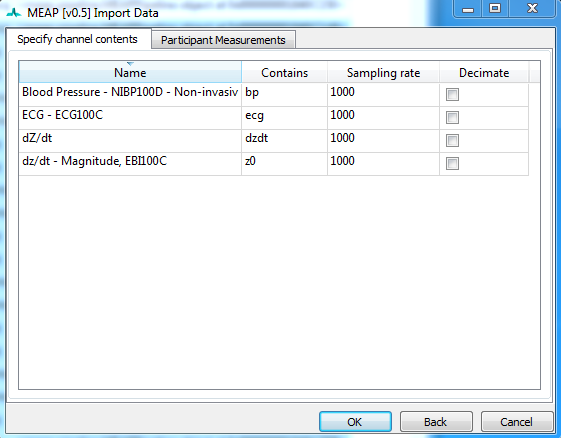 MEAP [v0.5] Import Data
Specify channel contents Participant Measurements
Name Contains Sampling rate Decimate
Blood Pressure - NIBP100D - Non-invasiv bp 1000
ECG - ECG100C ecg 1000
dZ/dt dzdt 1000
dz/dt - Magnitude, EBI100C z0 1000
OK Back Cancel